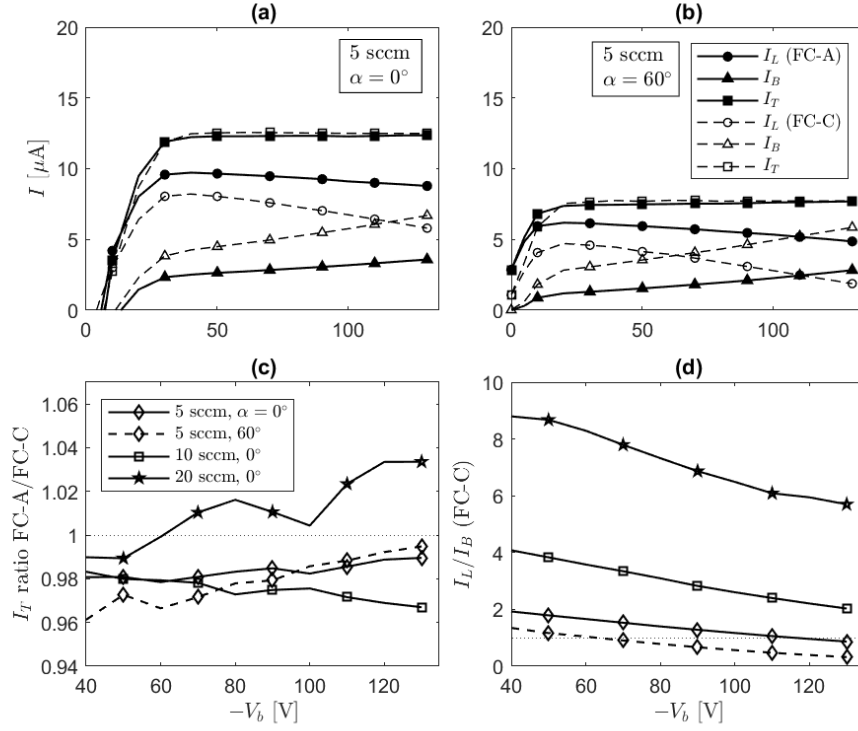 (a)
20
15
10
5
0
I [μA]
5 sccm
α = 0°
0
50
100
(b)
20
15
10
5
0
5 sccm
α = 60°
I_L (FC-A)
I_B
I_T
I_L (FC-C)
I_B
I_T
0
50
100
(c)
1.06
1.04
1.02
1
0.98
0.96
0.94
I_T ratio FC-A/FC-C
5 sccm, α = 0°
5 sccm, 60°
10 sccm, 0°
20 sccm, 0°
40
60
80
100
120
−V_b [V]
(d)
10
8
6
4
2
0
I_L/I_B (FC-C)
40
60
80
100
120
−V_b [V]